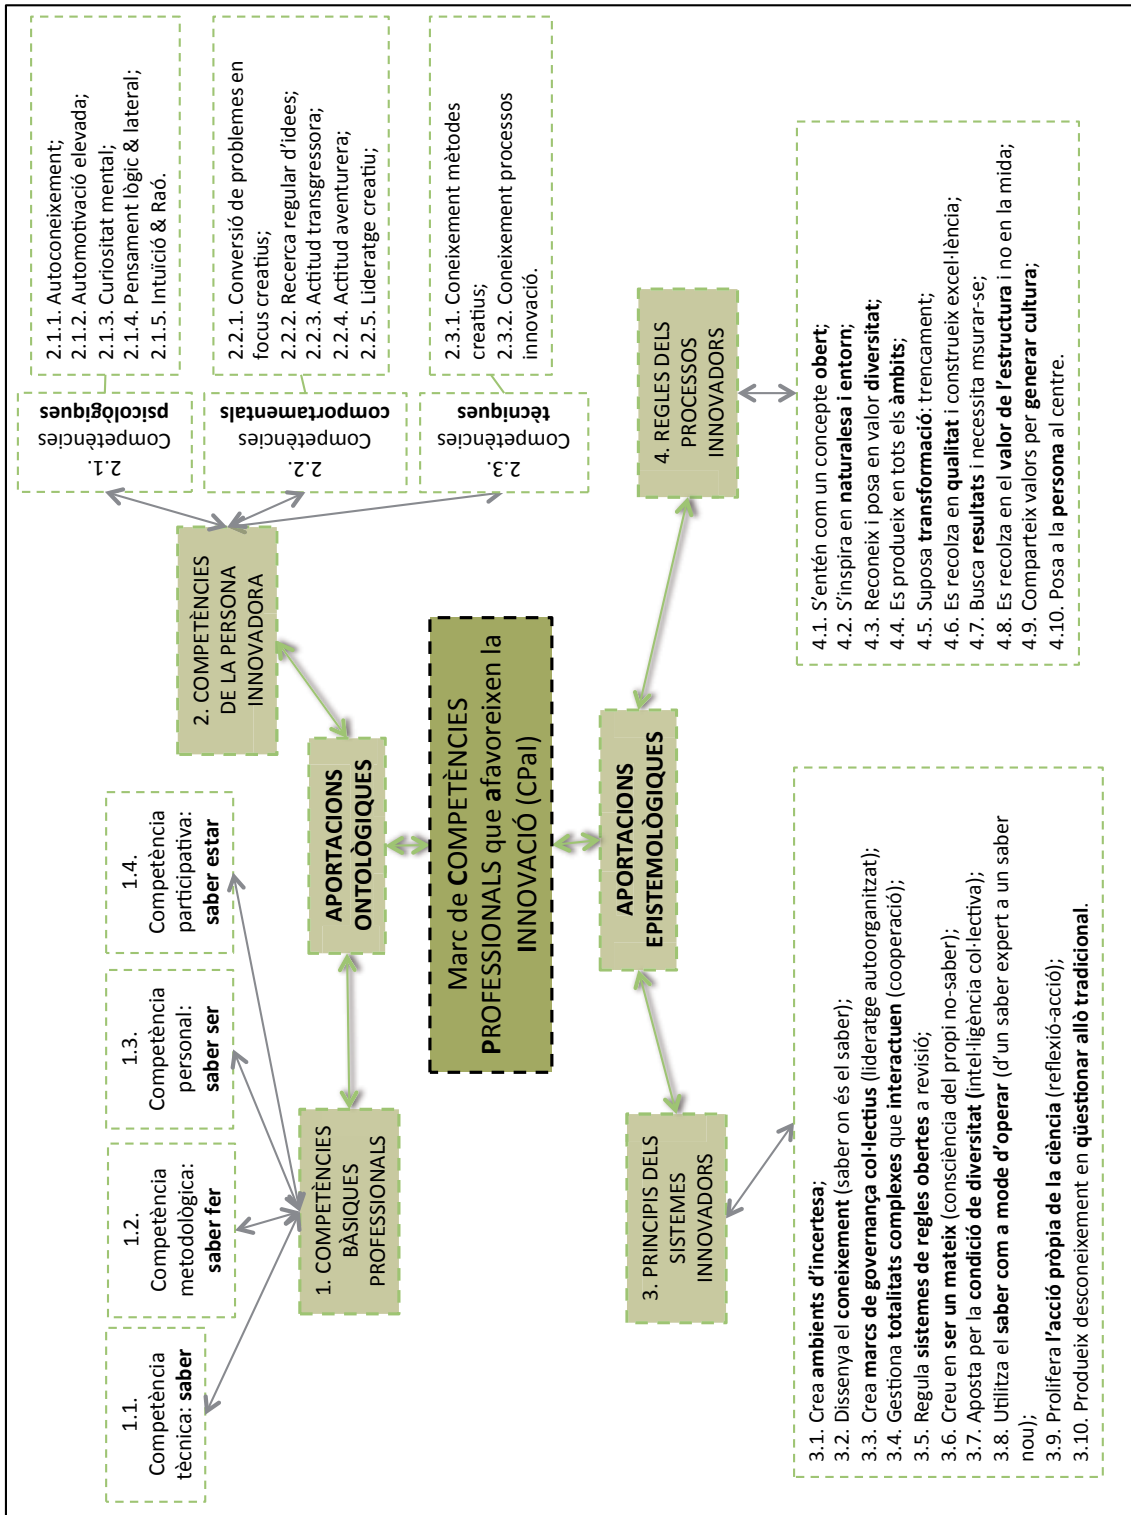 1.1.
Competència
tècnica: saber
1.2.
Competència
metodològica:
saber fer
1.3.
Competència
personal:
saber ser
1.4.
Competència
participativa:
saber estar
1. COMPETÈNCIES
BÀSIQUES
PROFESSIONALS
2. COMPETÈNCIES
DE LA PERSONA
INNOVADORA
2.1.
Competències
psicològiques
2.1.1. Autoconeixement;
2.1.2. Automotivació elevada;
2.1.3. Curiositat mental;
2.1.4. Pensament lògic & lateral;
2.1.5. Intuïció & Raó.
2.2.
Competències
comportamentals
2.2.1. Conversió de problemes en
focus creatius;
2.2.2. Recerca regular d'idees;
2.2.3. Actitud transgressora;
2.2.4. Actitud aventurera;
2.2.5. Lideratge creatiu;
2.3.
Competències
tècniques
2.3.1. Coneixement mètodes
creatius;
2.3.2. Coneixement processos
innovació.
APORTACIONS
ONTOLÒGIQUES
Marc de COMPETÈNCIES
PROFESSIONALS que afavoreixen la
INNOVACIÓ (CPaI)
APORTACIONS
EPISTEMOLÒGIQUES
3. PRINCIPIS DELS
SISTEMES
INNOVADORS
4. REGLES DELS
PROCESSOS
INNOVADORS
3.1. Crea ambients d'incertesa;
3.2. Dissenya el coneixement (saber on és el saber);
3.3. Crea marcs de governança col·lectius (lideratge autoorganitzat);
3.4. Gestiona totalitats complexes que interactuen (cooperació);
3.5. Regula sistemes de regles obertes a revisió;
3.6. Creu en ser un mateix (consciència del propi no-saber);
3.7. Aposta per la condició de diversitat (intel·ligència col·lectiva);
3.8. Utilitza el saber com a mode d'operar (d'un saber expert a un saber
nou);
3.9. Prolifera l'acció pròpia de la ciència (reflexió-acció);
3.10. Produeix desconeixement en qüestionar allò tradicional.
4.1. S'entén com un concepte obert;
4.2. S'inspira en naturalesa i entorn;
4.3. Reconeix i posa en valor diversitat;
4.4. Es produeix en tots els àmbits;
4.5. Suposa transformació: trencament;
4.6. Es recolza en qualitat i construeix excel·lència;
4.7. Busca resultats i necessita msurar-se;
4.8. Es recolza en el valor de l'estructura i no en la mida;
4.9. Comparteix valors per generar cultura;
4.10. Posa a la persona al centre.